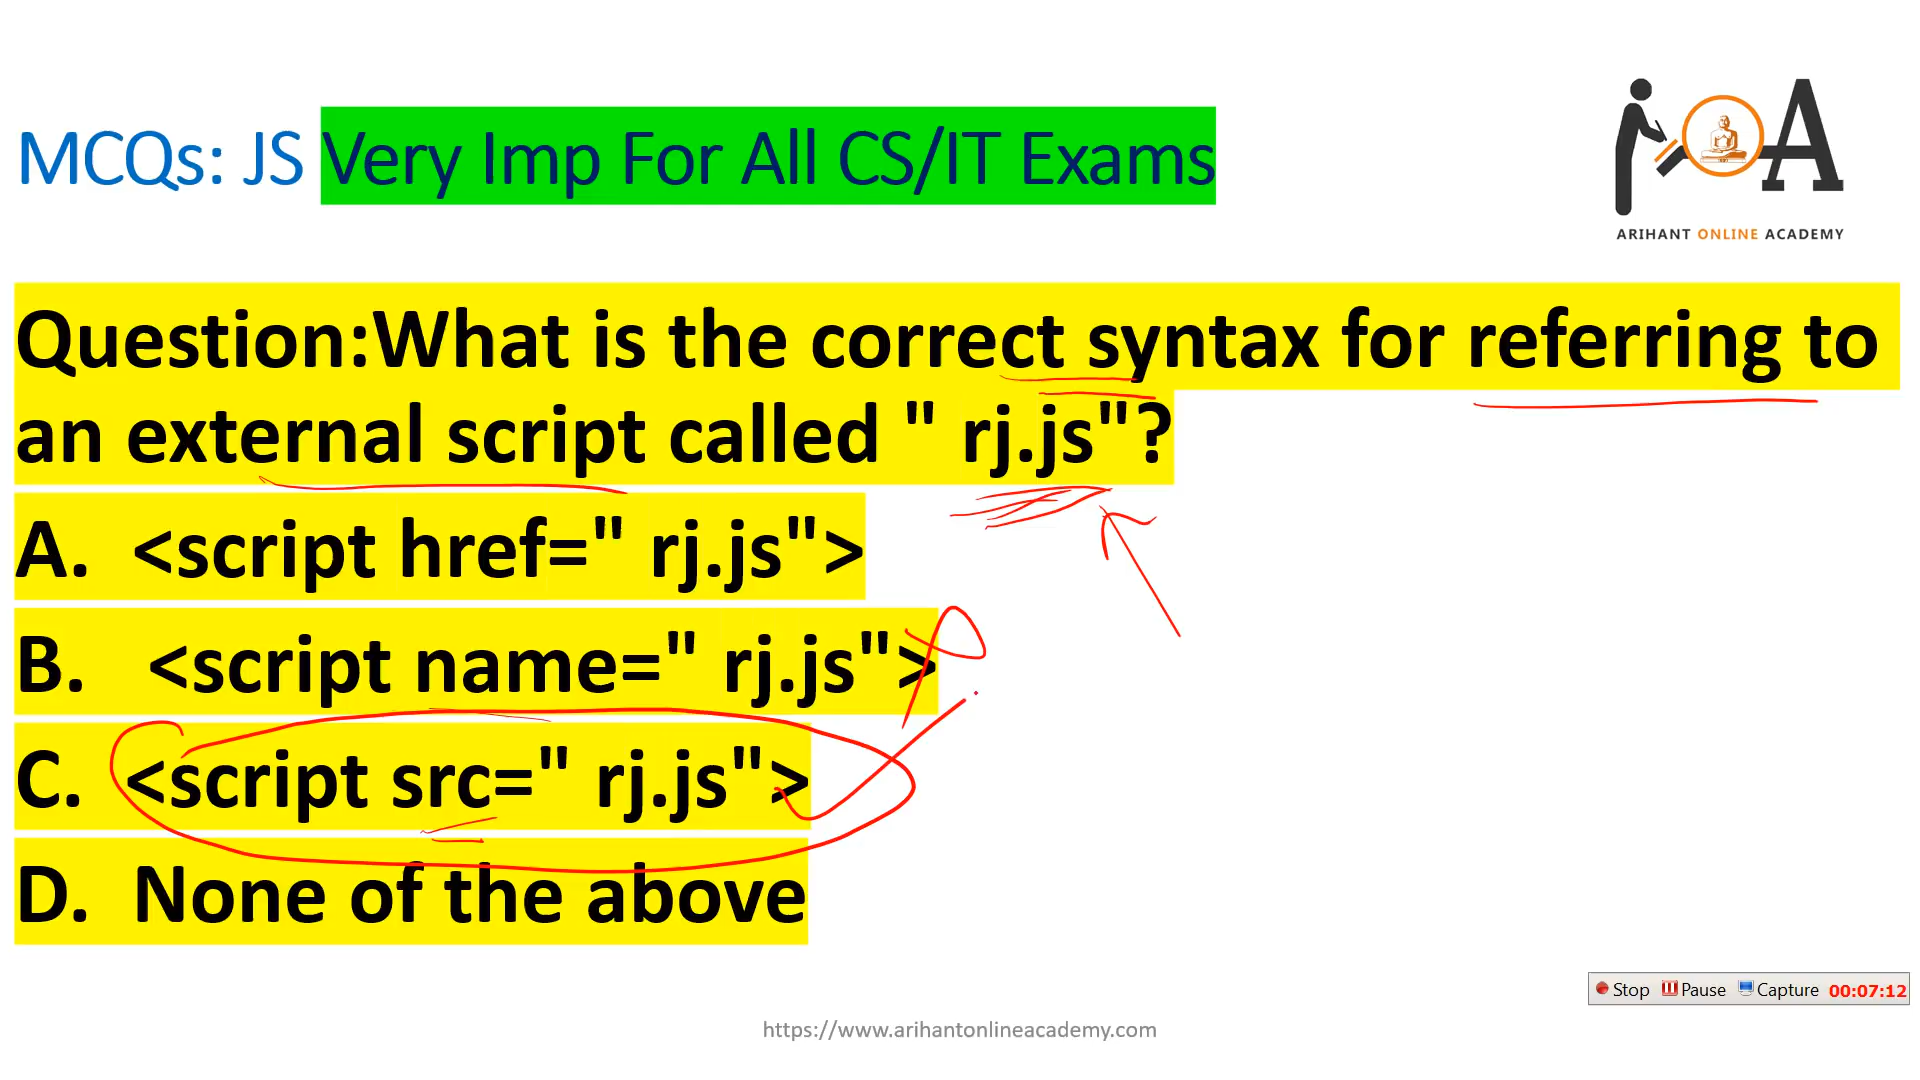 MCQs: JS Very Imp For All CS/IT Exams
ARIHANT ONLINE ACADEMY
Question:What is the correct syntax for referring to
an external script called " rj.js"?
A. <script href=" rj.js">
B. <script name=" rj.js">
C. <script src=" rj.js">
D. None of the above
Stop Pause Capture 00:07:12
https://www.arihantonlineacademy.com